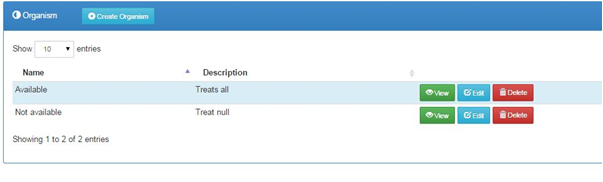 Organism Create Organism
Show 10 entries
Name Description
Available Treats all View Edit Delete
Not available Treat null View Edit Delete
Showing 1 to 2 of 2 entries